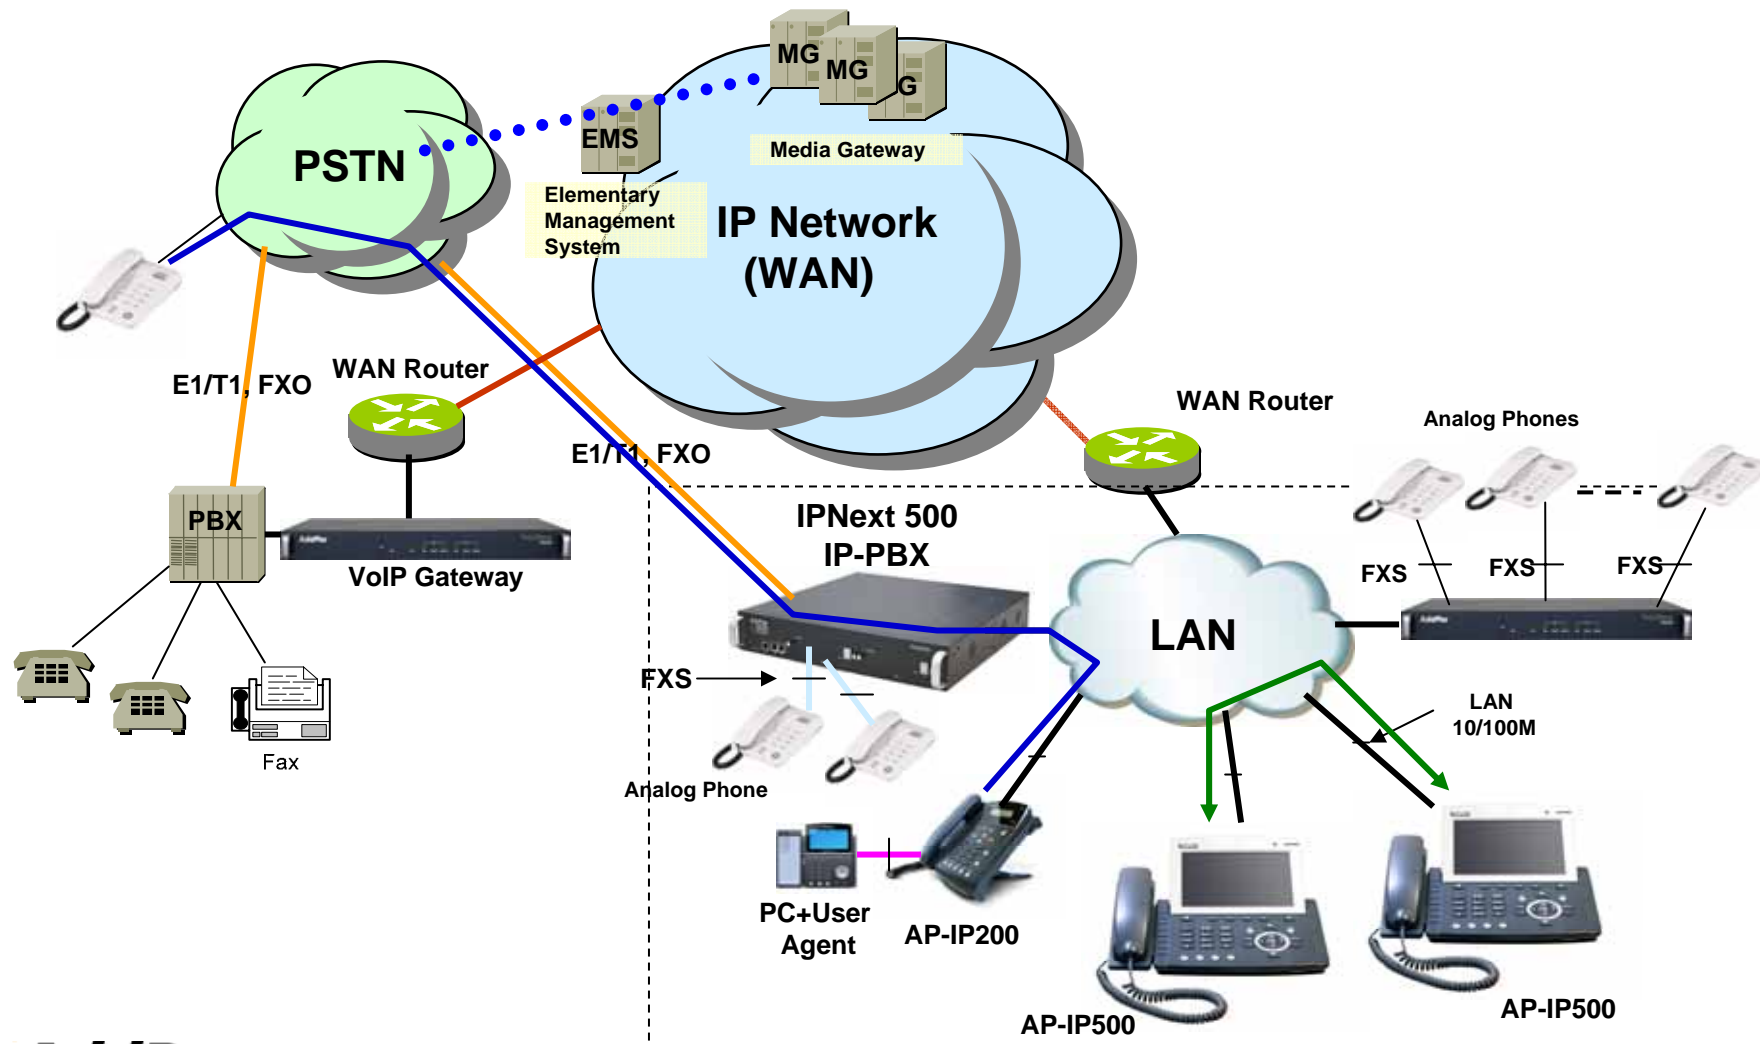 MG
MG
G
EMS
PSTN
Media Gateway
Elementary
Management
System
IP Network
(WAN)
WAN Router
E1/T1, FXO
WAN Router
Analog Phones
E1/T1, FXO
PBX
IPNext 500
IP-PBX
VoIP Gateway
FXS
FXS
FXS
LAN
FXS
LAN
10/100M
Fax
Analog Phone
PC+User
Agent
AP-IP200
AP-IP500
AP-IP500